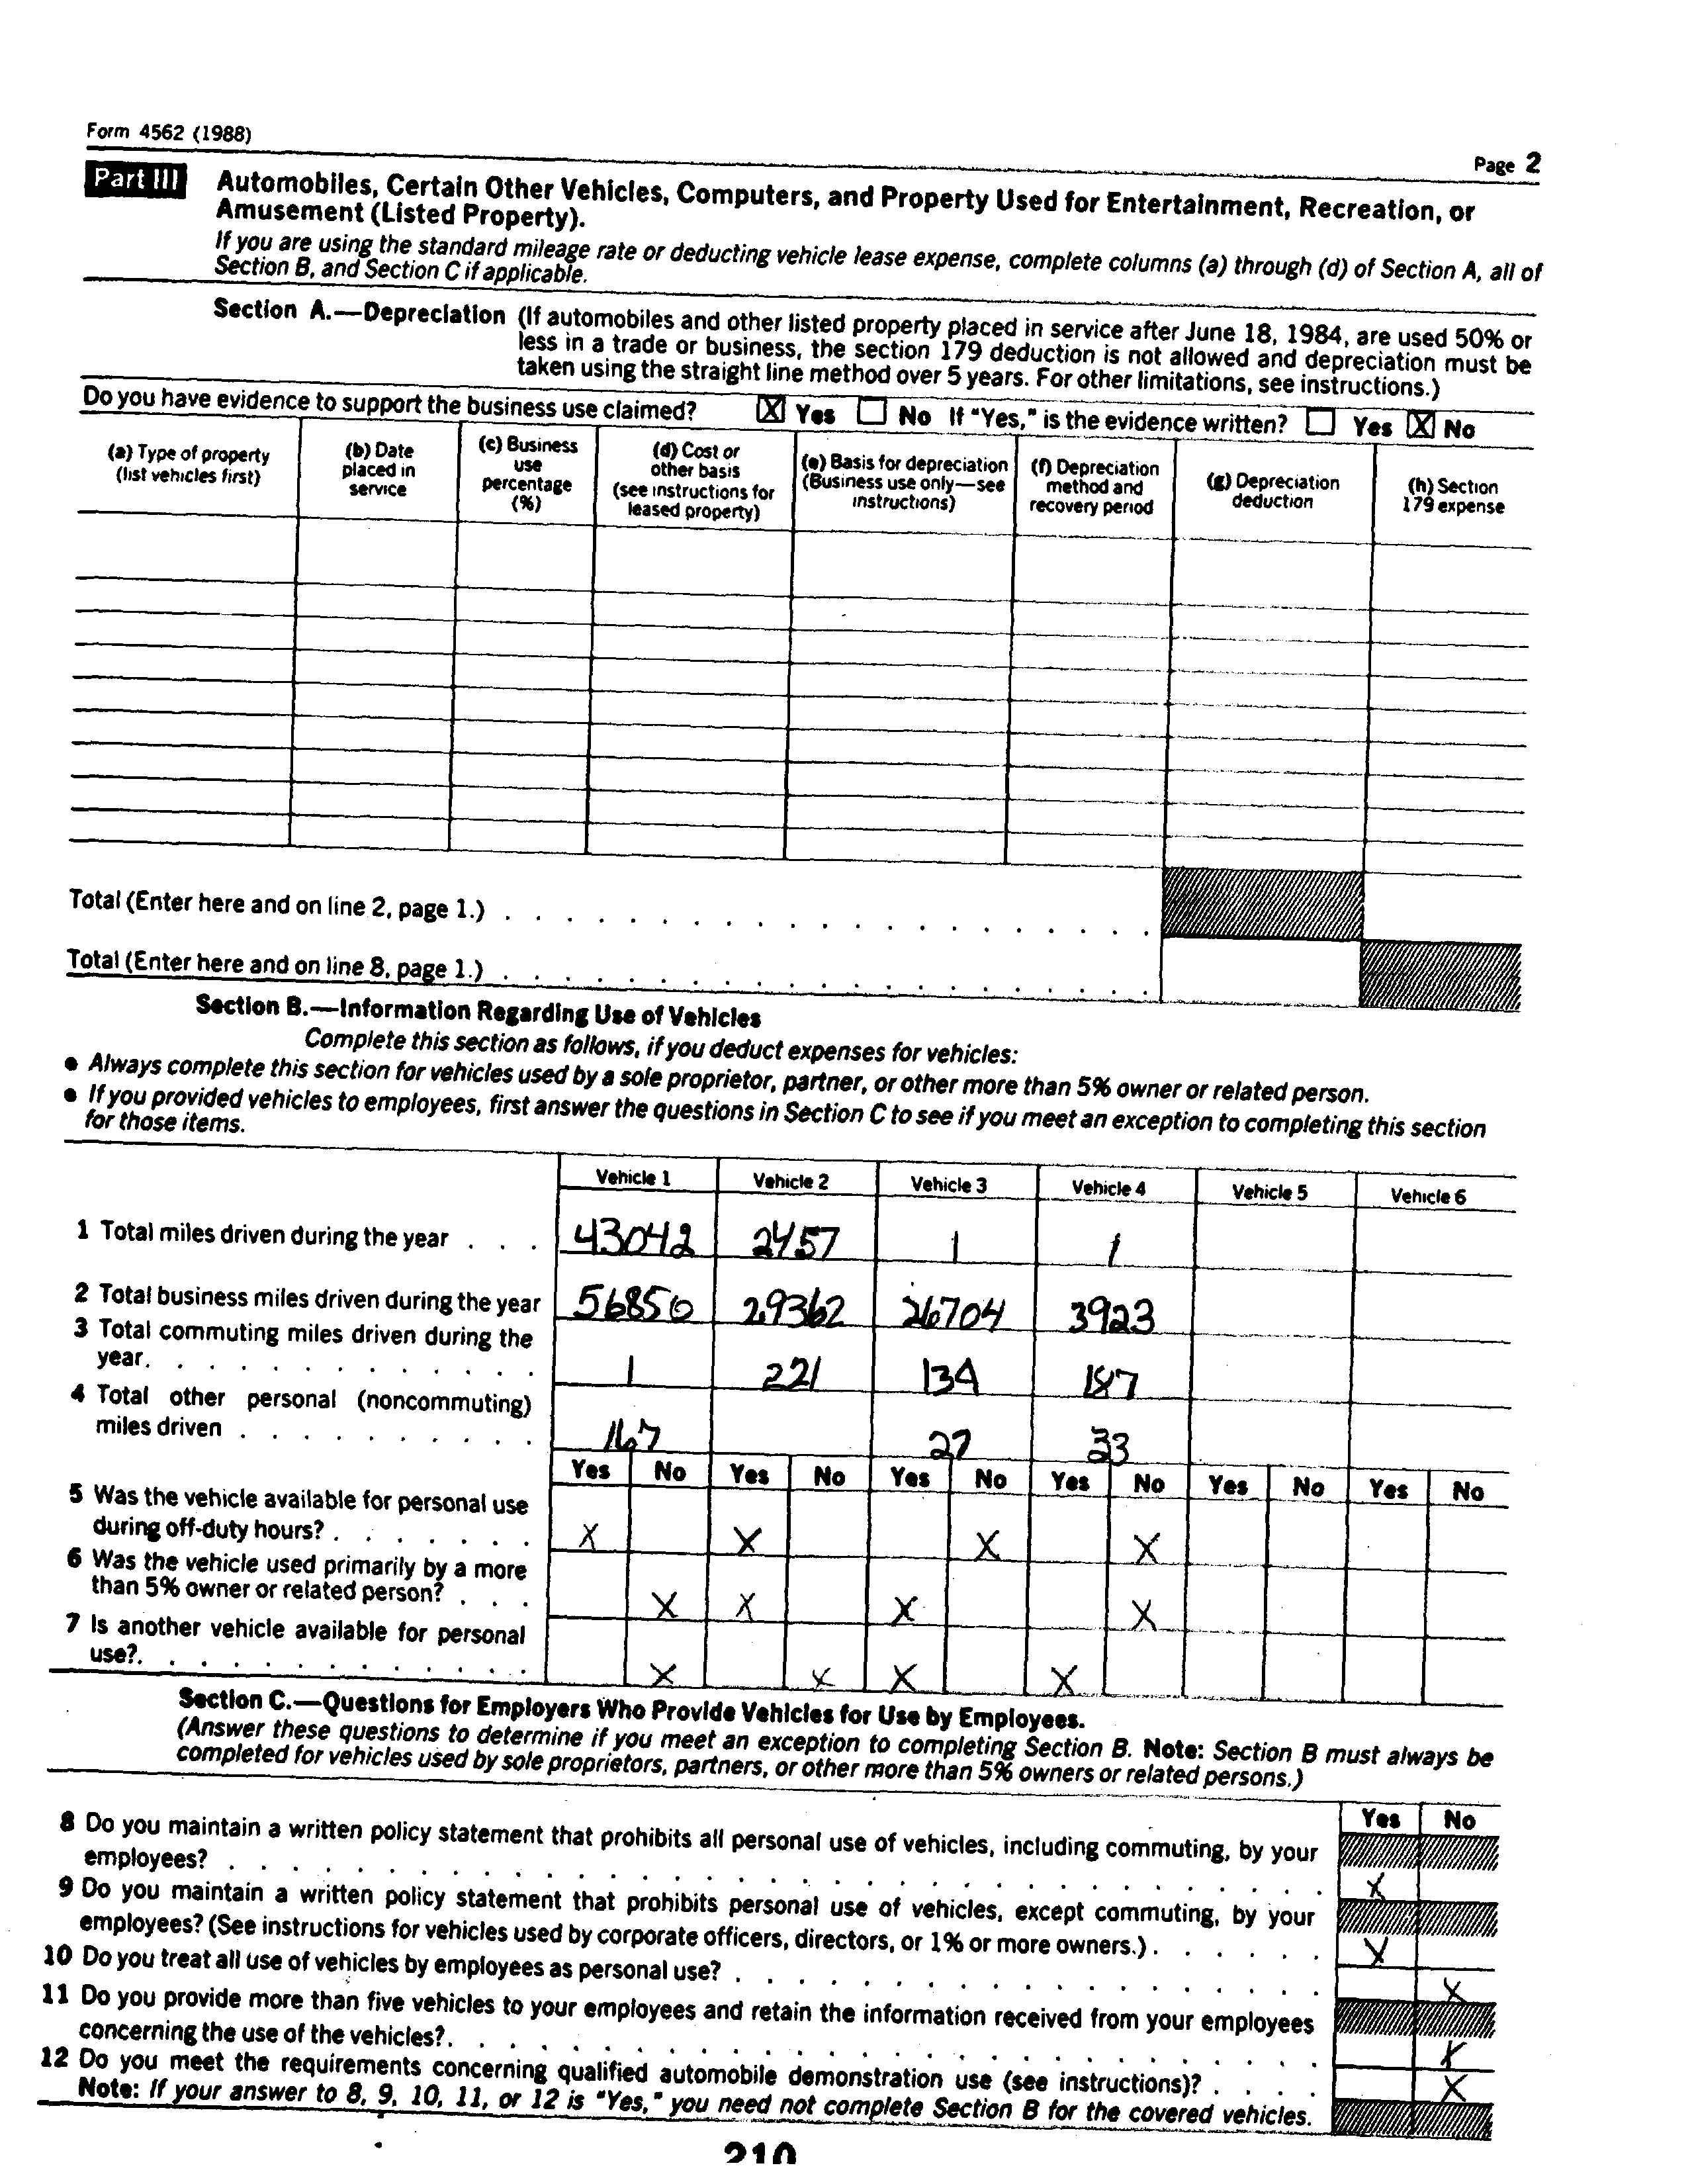 Form 4562 (1988)
Page 2
Part III Automobiles, Certain Other Vehicles, Computers, and Property Used for Entertainment, Recreation, or
Amusement (Listed Property).
If you are using the standard mileage rate or deducting vehicle lease expense, complete columns (a) through (d) of Section A, all of
Section B, and Section C if applicable.
Section A.—Depreciation (If automobiles and other listed property placed in service after June 18, 1984, are used 50% or
less in a trade or business, the section 179 deduction is not allowed and depreciation must be
taken using the straight line method over 5 years. For other limitations, see instructions.)
Do you have evidence to support the business use claimed? X Yes No If "Yes," is the evidence written? Yes X No
(a) Type of property
(list vehicles first)
(b) Date
placed in
service
(c) Business
use
percentage
(%)
(d) Cost or
other basis
(see instructions for
leased property)
(e) Basis for depreciation
(Business use only—see
instructions)
(f) Depreciation
method and
recovery period
(g) Depreciation
deduction
(h) Section
179 expense
Total (Enter here and on line 2, page 1.) . . . . . . . . . . . . . . . . . . . . .
Total (Enter here and on line 8, page 1.) . . . . . . . . . . . . . . . . . . . . .
Section B.—Information Regarding Use of Vehicles
Complete this section as follows, if you deduct expenses for vehicles:
● Always complete this section for vehicles used by a sole proprietor, partner, or other more than 5% owner or related person.
● If you provided vehicles to employees, first answer the questions in Section C to see if you meet an exception to completing this section
for those items.
Vehicle 1 Vehicle 2 Vehicle 3 Vehicle 4 Vehicle 5 Vehicle 6
1 Total miles driven during the year . . . 43042 2457 1 1
2 Total business miles driven during the year 56850 29362 26704 3923
3 Total commuting miles driven during the
year. . . . . . . . . . . . . 1 221 134 187
4 Total other personal (noncommuting)
miles driven . . . . . . . . . . 167 27 33
Yes No Yes No Yes No Yes No Yes No Yes No
5 Was the vehicle available for personal use
during off-duty hours? . . . . . . . X X X X
6 Was the vehicle used primarily by a more
than 5% owner or related person? . . . X X X X
7 Is another vehicle available for personal
use?. . . . . . . . . . . . . X X X X
Section C.—Questions for Employers Who Provide Vehicles for Use by Employees.
(Answer these questions to determine if you meet an exception to completing Section B. Note: Section B must always be
completed for vehicles used by sole proprietors, partners, or other more than 5% owners or related persons.)
Yes No
8 Do you maintain a written policy statement that prohibits all personal use of vehicles, including commuting, by your
employees? . . . . . . . . . . . . . . . . . . . . . . . . . . . . X
9 Do you maintain a written policy statement that prohibits personal use of vehicles, except commuting, by your
employees? (See instructions for vehicles used by corporate officers, directors, or 1% or more owners.) . . . . . . X
10 Do you treat all use of vehicles by employees as personal use? . . . . . . . . . . . . . . . . . . X
11 Do you provide more than five vehicles to your employees and retain the information received from your employees
concerning the use of the vehicles?. . . . . . . . . . . . . . . . . . . . . . . . . . X
12 Do you meet the requirements concerning qualified automobile demonstration use (see instructions)? . . . . X
Note: If your answer to 8, 9, 10, 11, or 12 is "Yes," you need not complete Section B for the covered vehicles.
210